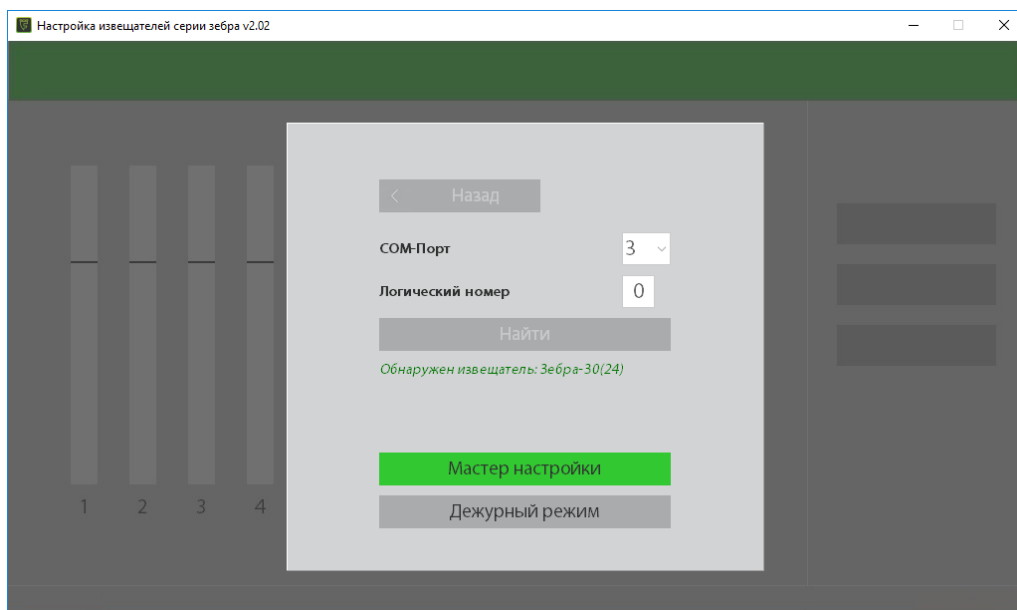 Настройка извещателей серии зебра v2.02
Назад
COM-Порт 3
Логический номер 0
Найти
Обнаружен извещатель: Зебра-30(24)
Мастер настройки
Дежурный режим
1 2 3 4